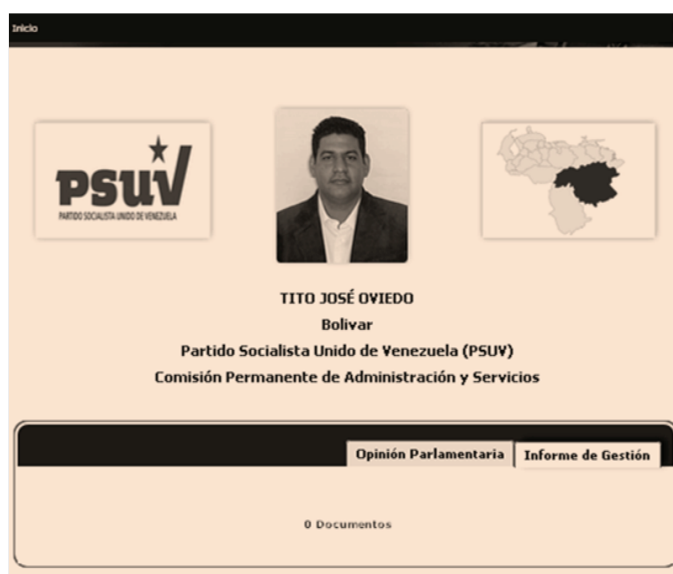 Inicio
psuv
PARTIDO SOCIALISTA UNIDO DE VENEZUELA
TITO JOSÉ OVIEDO
Bolivar
Partido Socialista Unido de Venezuela (PSUV)
Comisión Permanente de Administración y Servicios
Opinión Parlamentaria
Informe de Gestión
0 Documentos